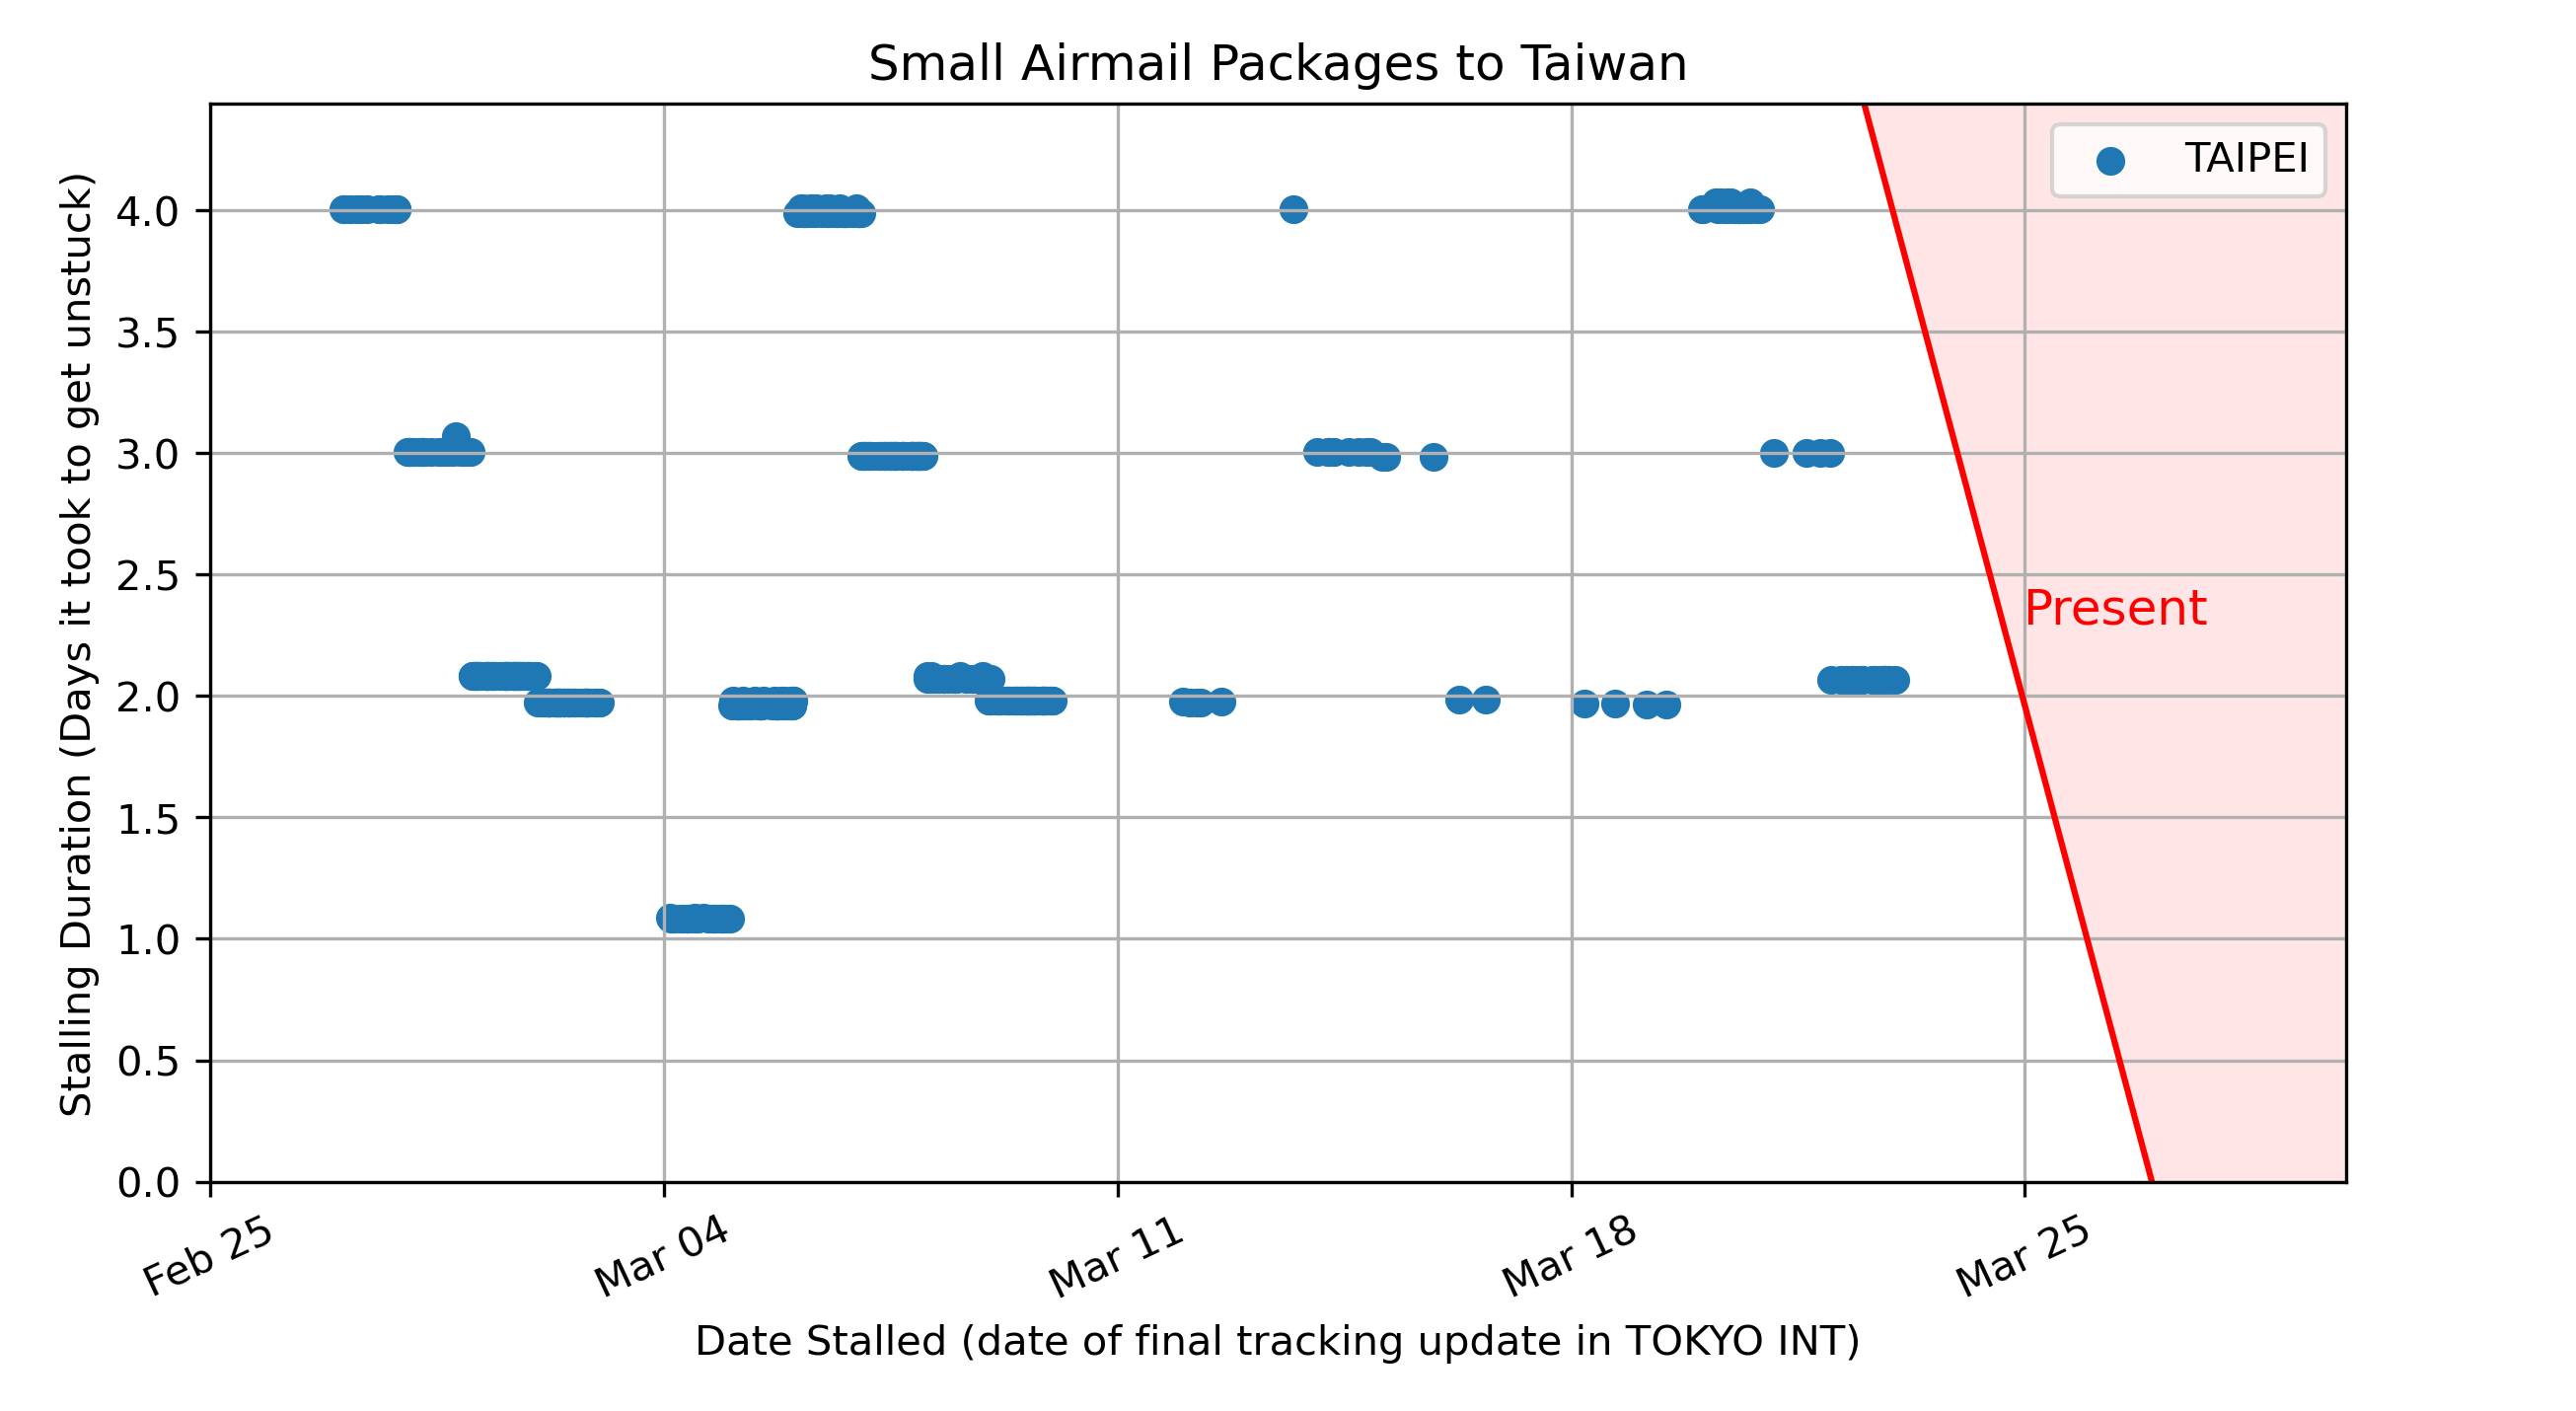 Small Airmail Packages to Taiwan
TAIPEI
Stalling Duration (Days it took to get unstuck)
4.0
3.5
3.0
2.5
2.0
1.5
1.0
0.5
0.0
Present
Feb 25
Mar 04
Mar 11
Mar 18
Mar 25
Date Stalled (date of final tracking update in TOKYO INT)